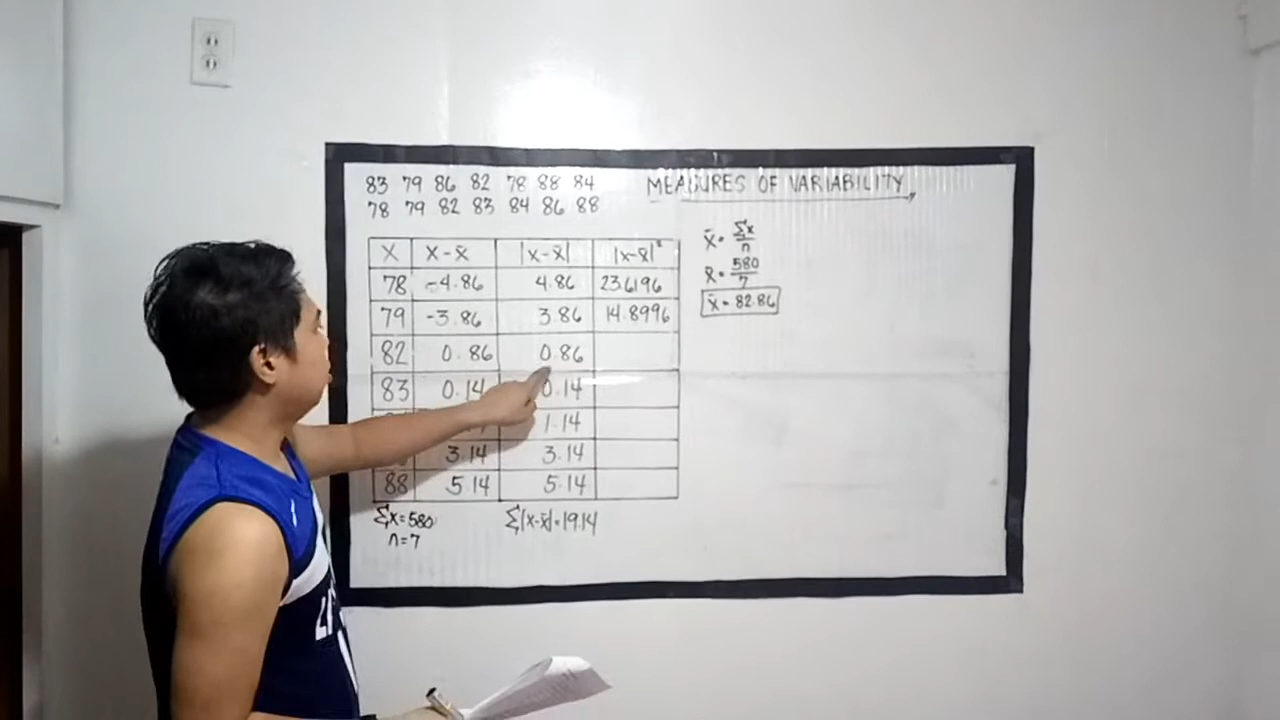 83 79 86 82 78 88 84
78 79 82 83 84 86 88
MEASURES OF VARIABILITY
X X-x̄ |x-x̄| |x-x̄|²
78 -4.86 4.86 23.6196
79 -3.86 3.86 14.8996
82 0.86 0.86
83 0.14 0.14
1.14
3.14 3.14
88 5.14 5.14
Σx=580
n=7
Σ|x-x̄|=19.14
x̄=Σx/n
x̄=580/7
x̄=82.86